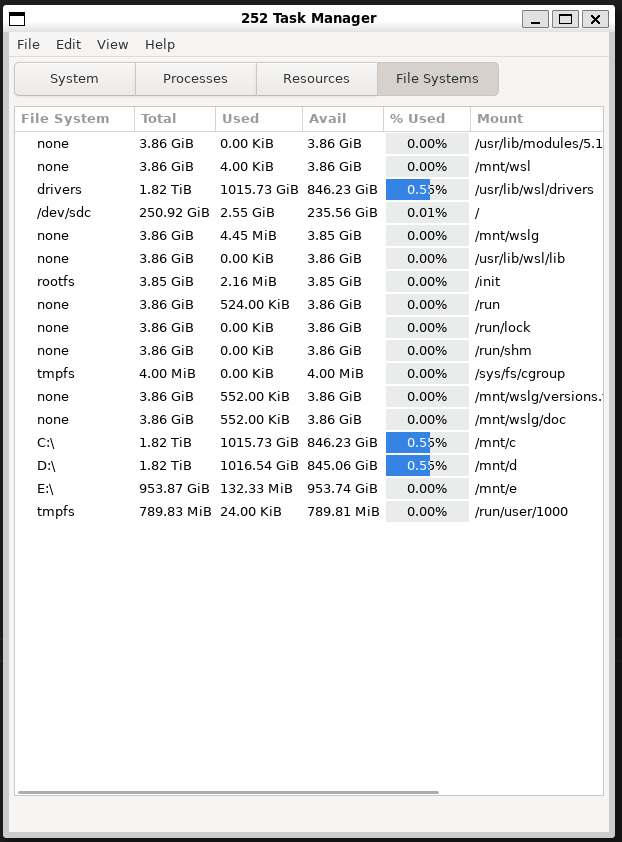 252 Task Manager
File Edit View Help
System Processes Resources File Systems
File System Total Used Avail % Used Mount
none 3.86 GiB 0.00 KiB 3.86 GiB 0.00% /usr/lib/modules/5.1
none 3.86 GiB 4.00 KiB 3.86 GiB 0.00% /mnt/wsl
drivers 1.82 TiB 1015.73 GiB 846.23 GiB 0.55% /usr/lib/wsl/drivers
/dev/sdc 250.92 GiB 2.55 GiB 235.56 GiB 0.01% /
none 3.86 GiB 4.45 MiB 3.85 GiB 0.00% /mnt/wslg
none 3.86 GiB 0.00 KiB 3.86 GiB 0.00% /usr/lib/wsl/lib
rootfs 3.85 GiB 2.16 MiB 3.85 GiB 0.00% /init
none 3.86 GiB 524.00 KiB 3.86 GiB 0.00% /run
none 3.86 GiB 0.00 KiB 3.86 GiB 0.00% /run/lock
none 3.86 GiB 0.00 KiB 3.86 GiB 0.00% /run/shm
tmpfs 4.00 MiB 0.00 KiB 4.00 MiB 0.00% /sys/fs/cgroup
none 3.86 GiB 552.00 KiB 3.86 GiB 0.00% /mnt/wslg/versions.
none 3.86 GiB 552.00 KiB 3.86 GiB 0.00% /mnt/wslg/doc
C:\ 1.82 TiB 1015.73 GiB 846.23 GiB 0.55% /mnt/c
D:\ 1.82 TiB 1016.54 GiB 845.06 GiB 0.55% /mnt/d
E:\ 953.87 GiB 132.33 MiB 953.74 GiB 0.00% /mnt/e
tmpfs 789.83 MiB 24.00 KiB 789.81 MiB 0.00% /run/user/1000